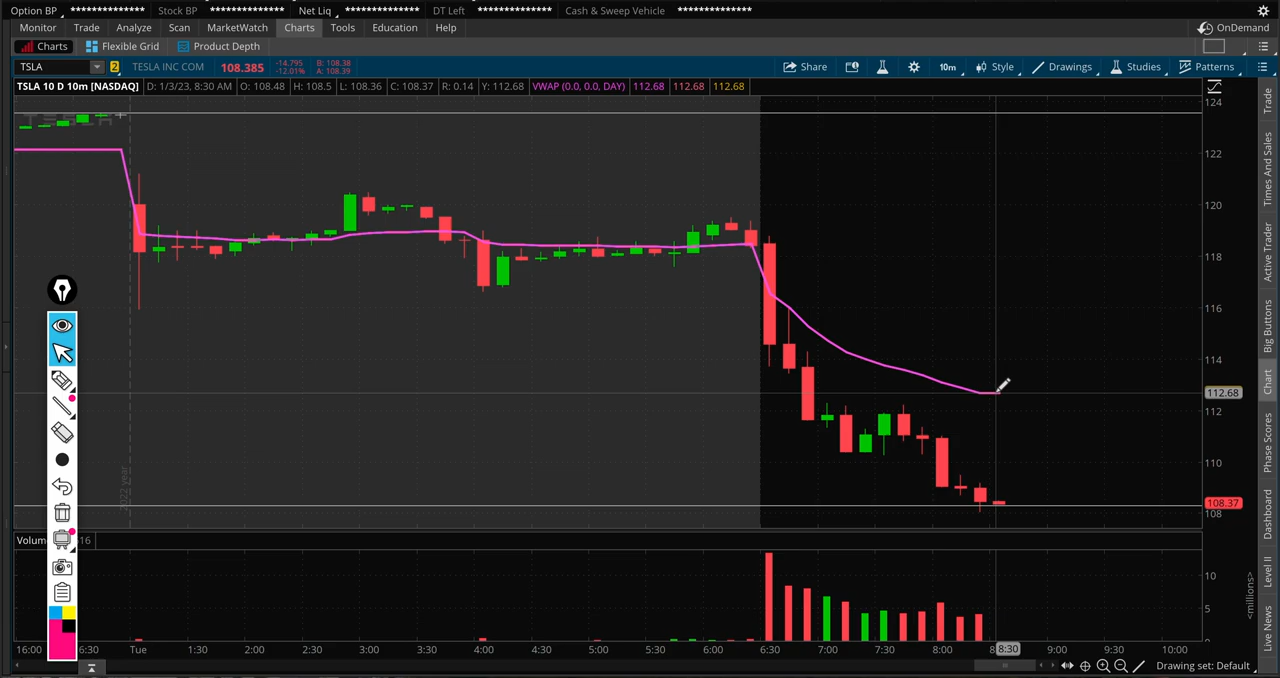 Option BP ************** Stock BP ************** Net Liq ************** DT Left ************** Cash & Sweep Vehicle **************
Monitor Trade Analyze Scan MarketWatch Charts Tools Education Help OnDemand
Charts Flexible Grid Product Depth
TSLA 2 TESLA INC COM 108.385 -14.795 -12.01% B: 108.38 A: 108.39 Share 10m Style Drawings Studies Patterns
TSLA 10 D 10m [NASDAQ] D: 1/3/23, 8:30 AM O: 108.48 H: 108.5 L: 108.36 C: 108.37 R: 0.14 Y: 112.68 VWAP (0.0, 0.0, DAY) 112.68 112.68 112.68
TESLA
124
122
120
118
116
114
112.68
112
110
108.37
108
2022 year
Volum 16
10
5
0
<millions>
16:00 6:30 Tue 1:30 2:00 2:30 3:00 3:30 4:00 4:30 5:00 5:30 6:00 6:30 7:00 7:30 8:00 8:30 9:00 9:30 10:00
Drawing set: Default
Trade
Times And Sales
Active Trader
Big Buttons
Chart
Phase Scores
Dashboard
Level II
Live News